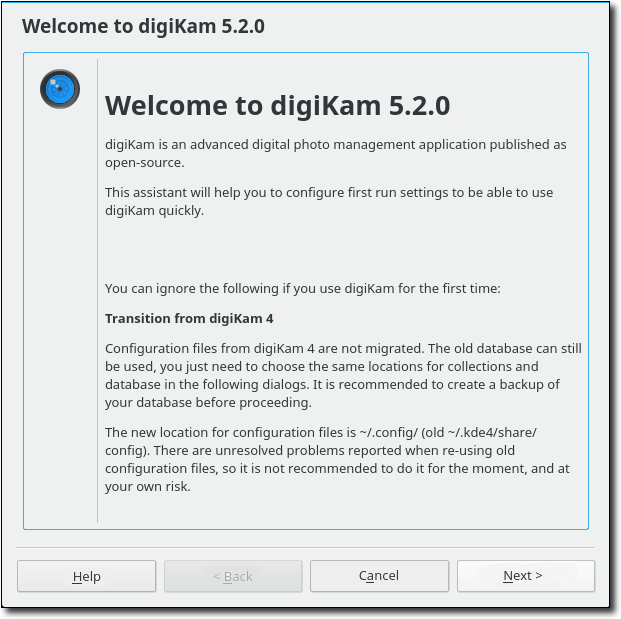 Welcome to digiKam 5.2.0
Welcome to digiKam 5.2.0
digiKam is an advanced digital photo management application published as
open-source.
This assistant will help you to configure first run settings to be able to use
digiKam quickly.
You can ignore the following if you use digiKam for the first time:
Transition from digiKam 4
Configuration files from digiKam 4 are not migrated. The old database can still
be used, you just need to choose the same locations for collections and
database in the following dialogs. It is recommended to create a backup of
your database before proceeding.
The new location for configuration files is ~/.config/ (old ~/.kde4/share/
config). There are unresolved problems reported when re-using old
configuration files, so it is not recommended to do it for the moment, and at
your own risk.
Help
< Back
Cancel
Next >